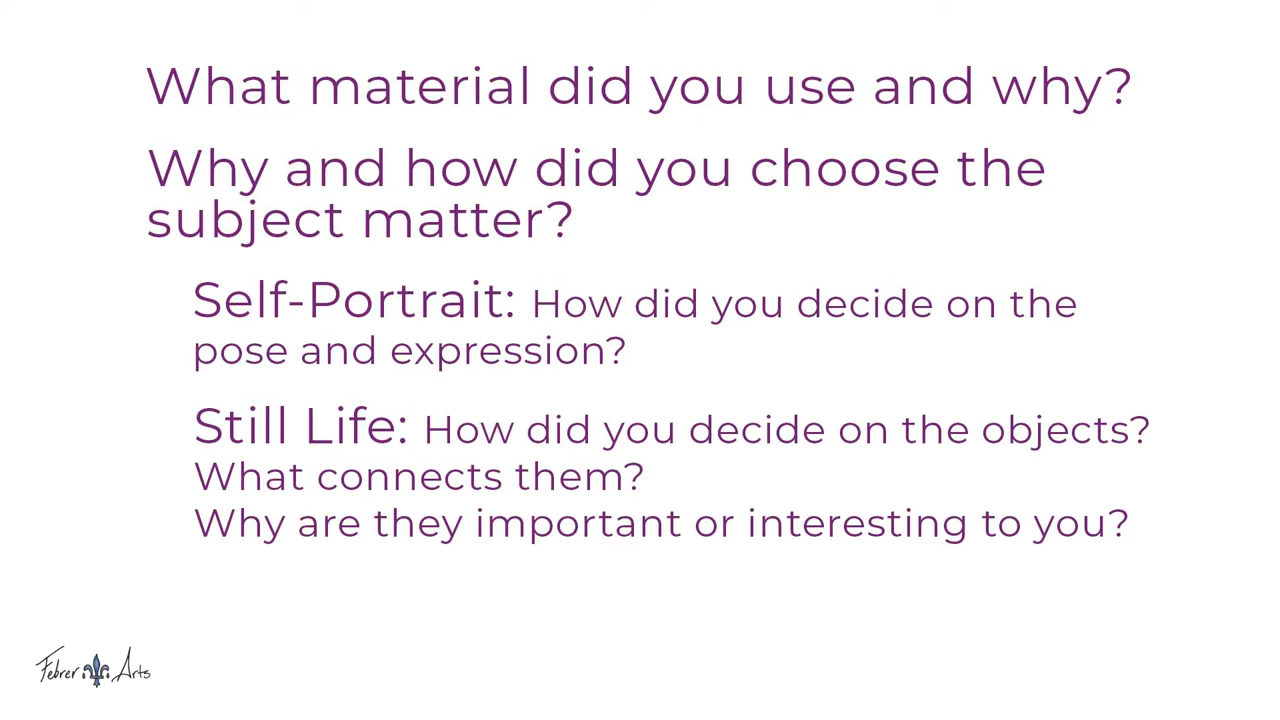 What material did you use and why?
Why and how did you choose the
subject matter?
Self-Portrait: How did you decide on the
pose and expression?
Still Life: How did you decide on the objects?
What connects them?
Why are they important or interesting to you?
Febrer Arts